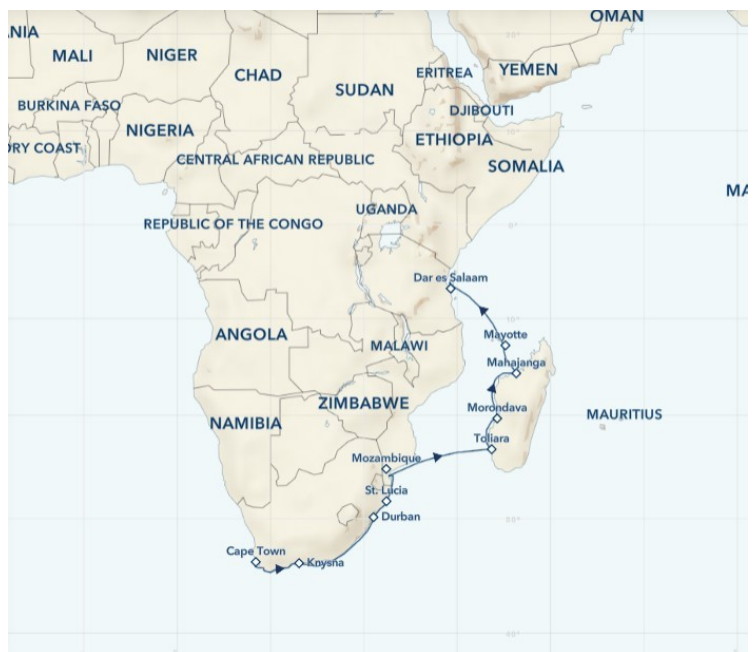 OMAN
NIA
MALI
NIGER
CHAD
SUDAN
ERITREA
YEMEN
BURKINA FASO
DJIBOUTI
NIGERIA
ETHIOPIA
ORY COAST
CENTRAL AFRICAN REPUBLIC
SOMALIA
MA
UGANDA
REPUBLIC OF THE CONGO
Dar es Salaam
ANGOLA
MALAWI
Mayotte
Mahajanga
ZIMBABWE
Morondava
MAURITIUS
NAMIBIA
Toliara
Mozambique
St. Lucia
Durban
Cape Town
Knysna